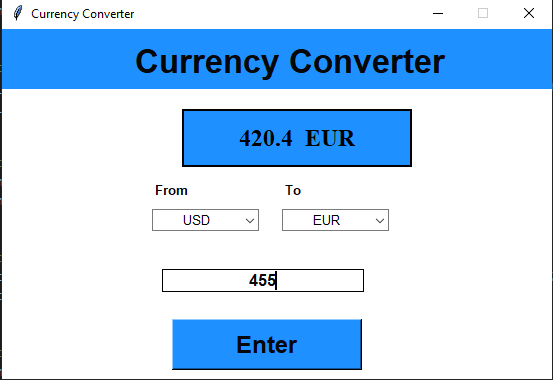 Currency Converter
Currency Converter
420.4 EUR
From To
USD EUR
455
Enter